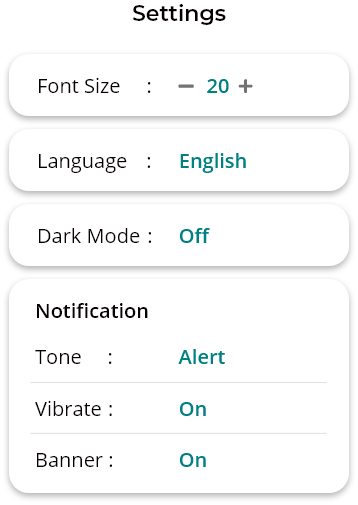 Settings
Font Size : − 20 +
Language : English
Dark Mode : Off
Notification
Tone : Alert
Vibrate : On
Banner : On